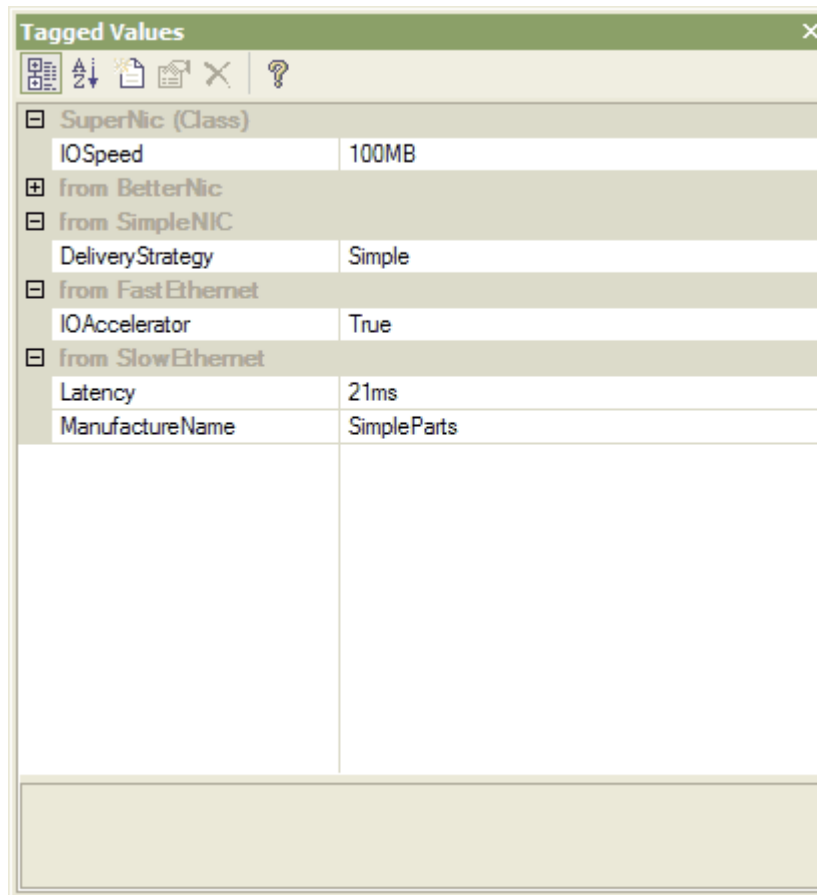 Tagged Values
SuperNic (Class)
IOSpeed 100MB
from BetterNic
from SimpleNIC
DeliveryStrategy Simple
from FastEthernet
IOAccelerator True
from SlowEthernet
Latency 21ms
ManufactureName SimpleParts